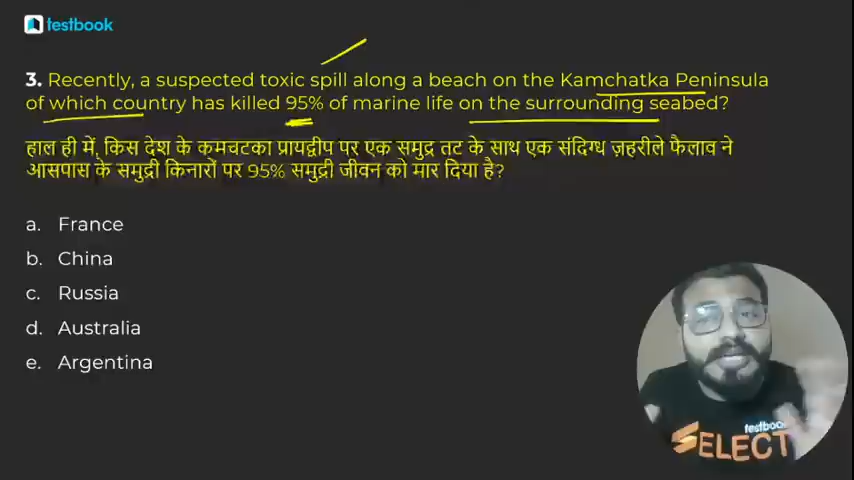 testbook
3. Recently, a suspected toxic spill along a beach on the Kamchatka Peninsula
of which country has killed 95% of marine life on the surrounding seabed?
हाल ही में, किस देश के कमचटका प्रायद्वीप पर एक समुद्र तट के साथ एक संदिग्ध ज़हरीले फैलाव ने
आसपास के समुद्री किनारों पर 95% समुद्री जीवन को मार दिया है?
a. France
b. China
c. Russia
d. Australia
e. Argentina
testbook
SELECT